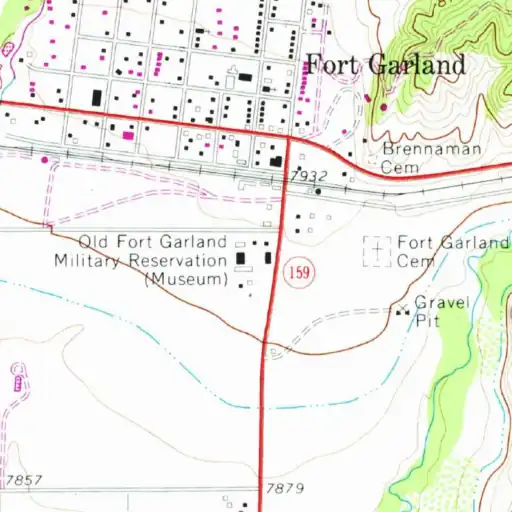 Fort Garland
Brennaman
Cem
7932
Old Fort Garland
Military Reservation
(Museum)
Fort Garland
Cem
159
Gravel
Pit
7857
7879